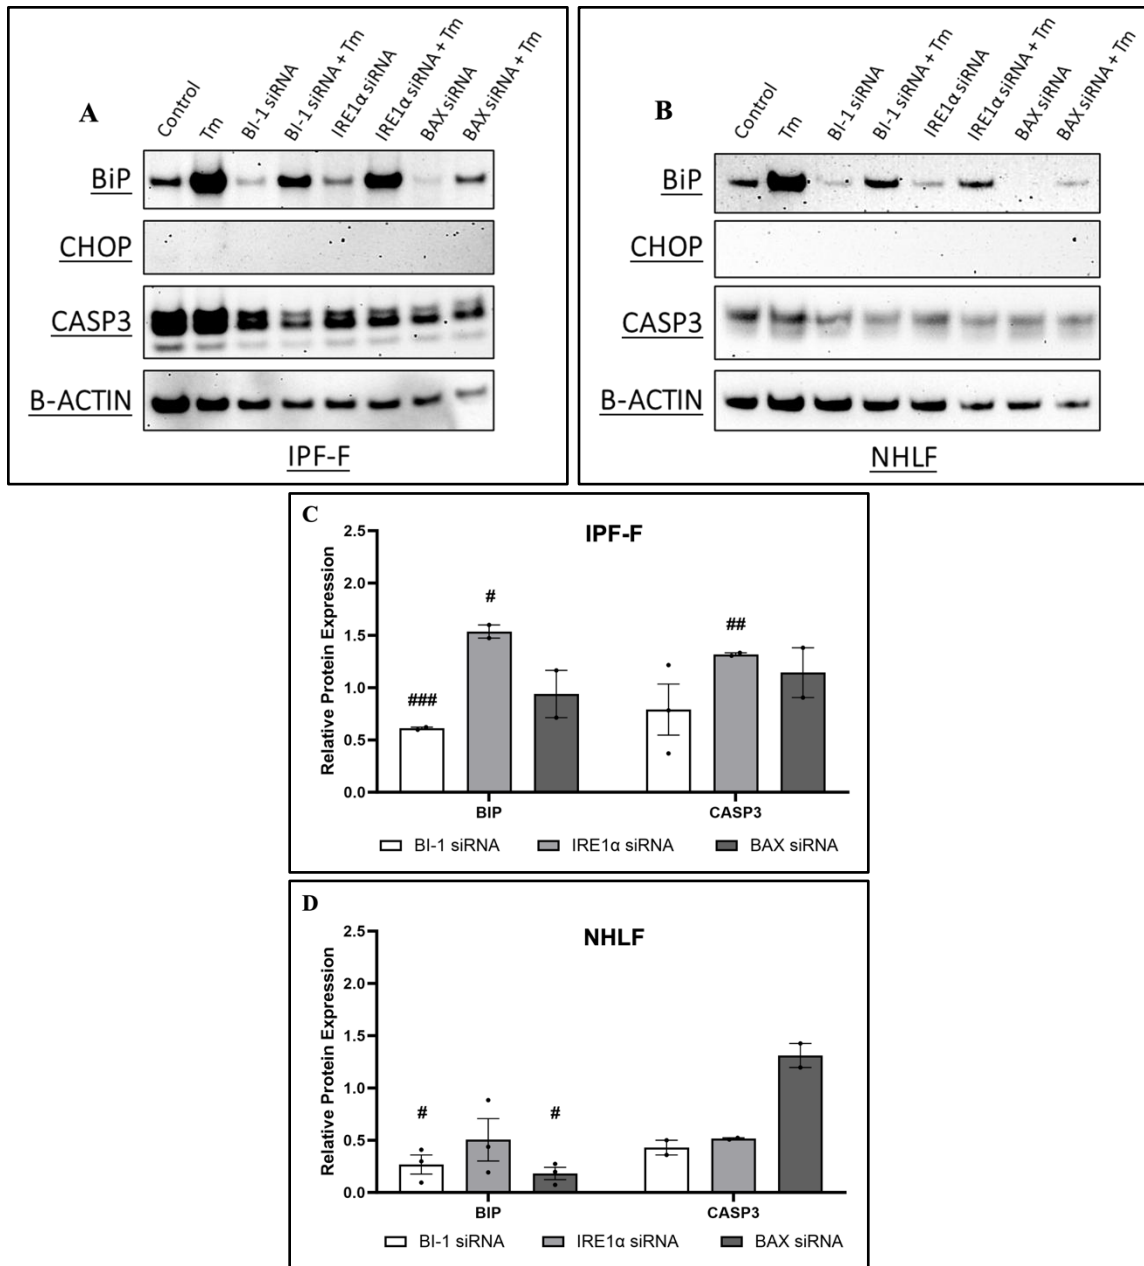 A
Control
Tm
BI-1 siRNA
BI-1 siRNA + Tm
IRE1α siRNA
IRE1α siRNA + Tm
BAX siRNA
BAX siRNA + Tm
BiP
CHOP
CASP3
B-ACTIN
IPF-F
B
Control
Tm
BI-1 siRNA
BI-1 siRNA + Tm
IRE1α siRNA
IRE1α siRNA + Tm
BAX siRNA
BAX siRNA + Tm
BiP
CHOP
CASP3
B-ACTIN
NHLF
C
IPF-F
Relative Protein Expression
2.5
2.0
1.5
1.0
0.5
0.0
###
#
##
BIP
CASP3
BI-1 siRNA
IRE1α siRNA
BAX siRNA
D
NHLF
Relative Protein Expression
2.5
2.0
1.5
1.0
0.5
0.0
#
#
BIP
CASP3
BI-1 siRNA
IRE1α siRNA
BAX siRNA